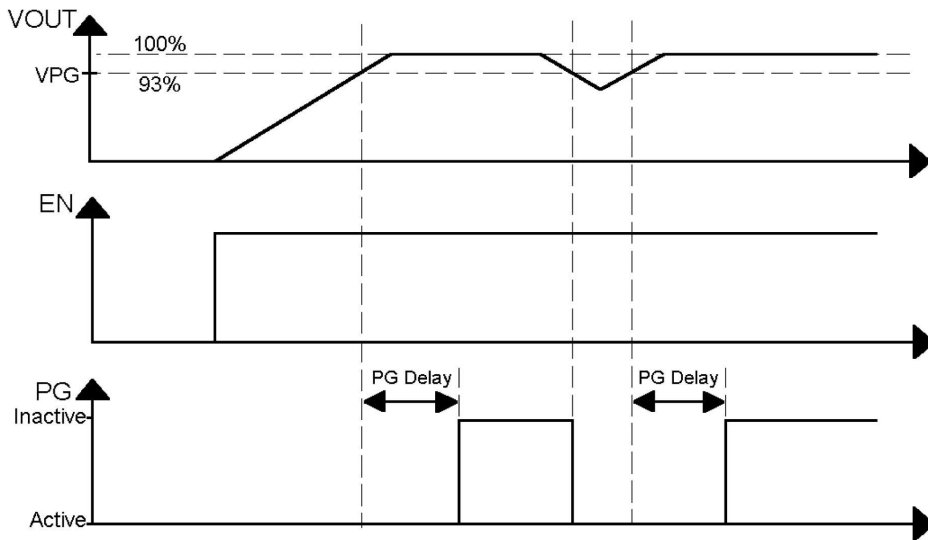 VOUT
100%
VPG
93%
EN
PG
PG Delay
PG Delay
Inactive
Active